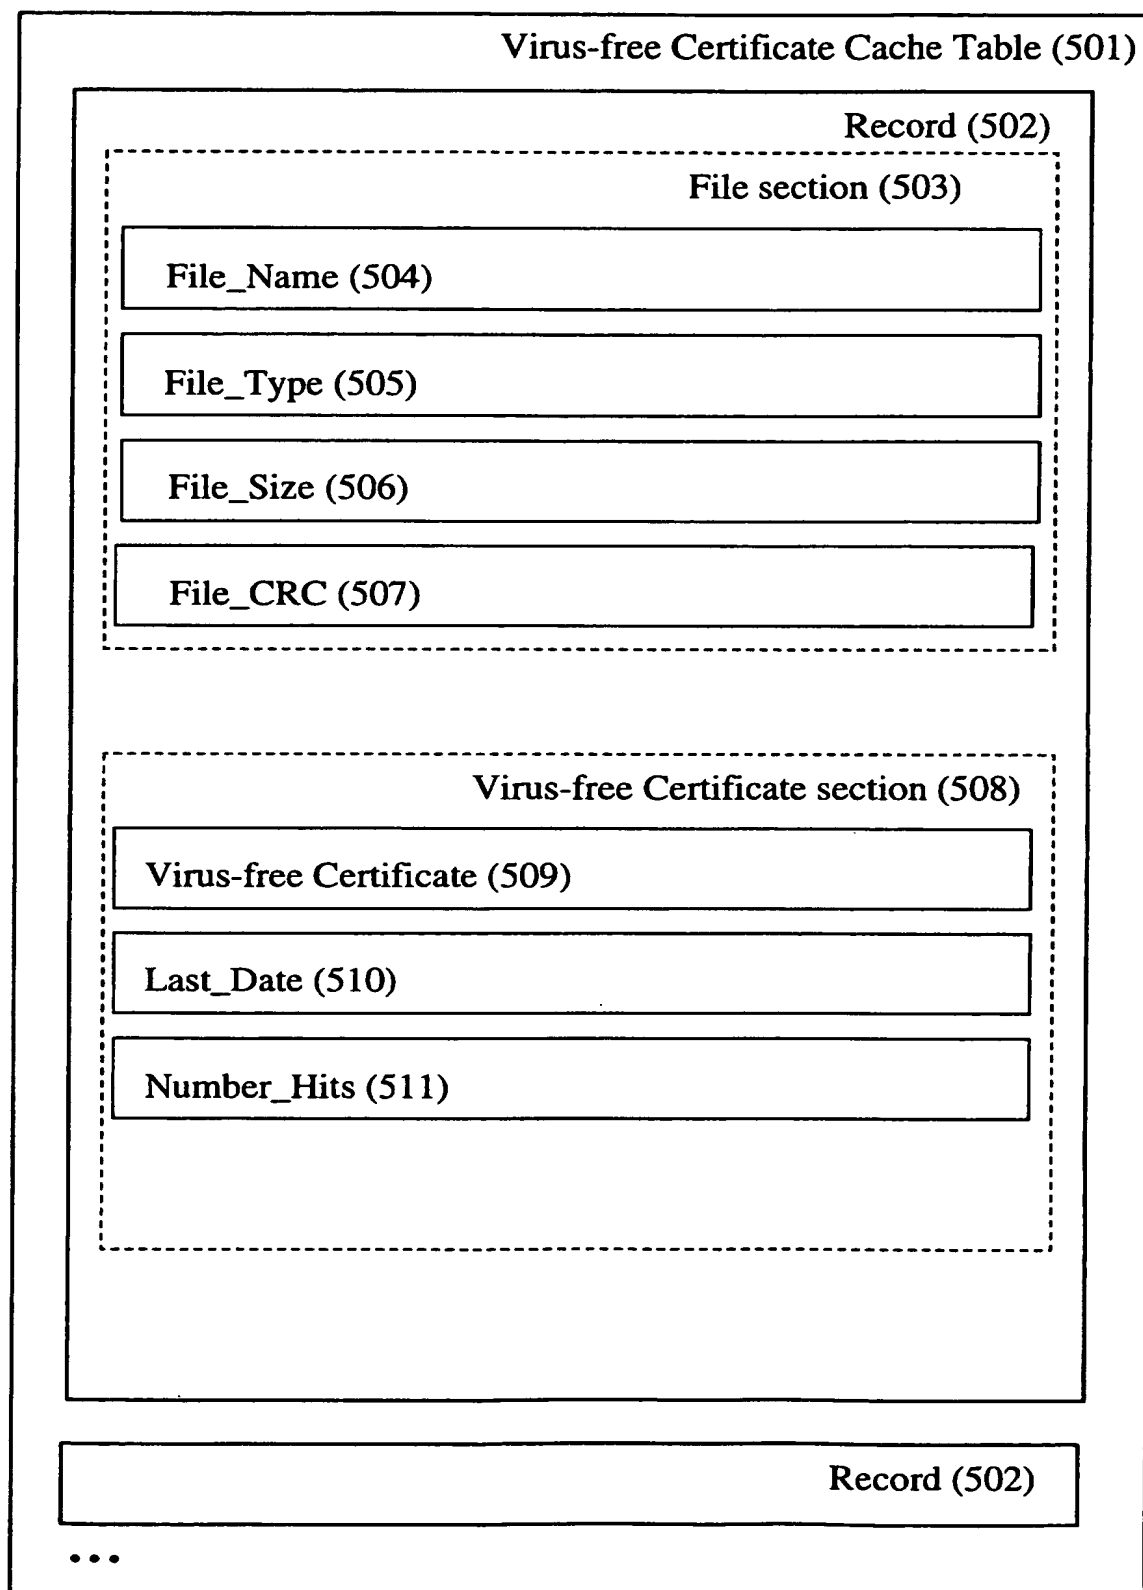 Virus-free Certificate Cache Table (501)
Record (502)
File section (503)
File_Name (504)
File_Type (505)
File_Size (506)
File_CRC (507)
Virus-free Certificate section (508)
Virus-free Certificate (509)
Last_Date (510)
Number_Hits (511)
Record (502)
...